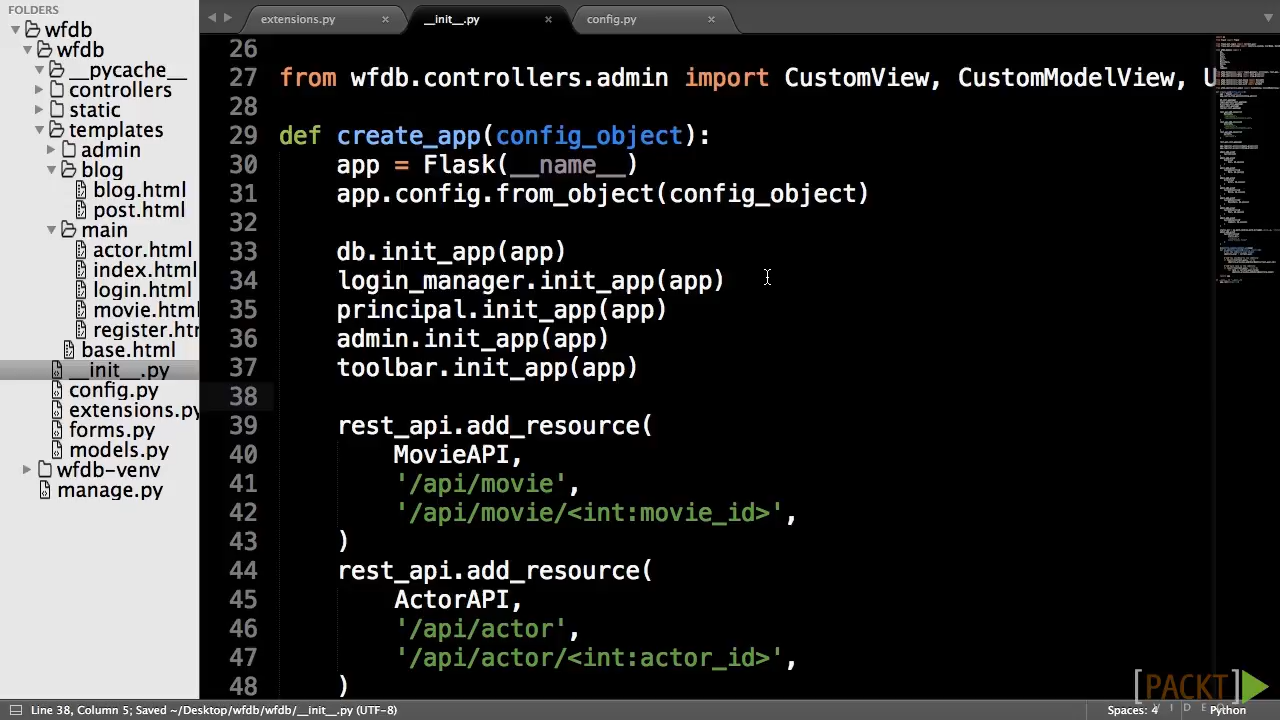 FOLDERS
wfdb
wfdb
__pycache__
controllers
static
templates
admin
blog
blog.html
post.html
main
actor.html
index.html
login.html
movie.html
register.htm
base.html
__init__.py
config.py
extensions.py
forms.py
models.py
wfdb-venv
manage.py
extensions.py × __init__.py × config.py ×
26
27 from wfdb.controllers.admin import CustomView, CustomModelView, U
28
29 def create_app(config_object):
30 app = Flask(__name__)
31 app.config.from_object(config_object)
32
33 db.init_app(app)
34 login_manager.init_app(app)
35 principal.init_app(app)
36 admin.init_app(app)
37 toolbar.init_app(app)
38
39 rest_api.add_resource(
40 MovieAPI,
41 '/api/movie',
42 '/api/movie/<int:movie_id>',
43 )
44 rest_api.add_resource(
45 ActorAPI,
46 '/api/actor',
47 '/api/actor/<int:actor_id>',
48 )
[PACKT]
VIDEO
Line 38, Column 5; Saved ~/Desktop/wfdb/wfdb/__init__.py (UTF-8) Spaces: 4 Python